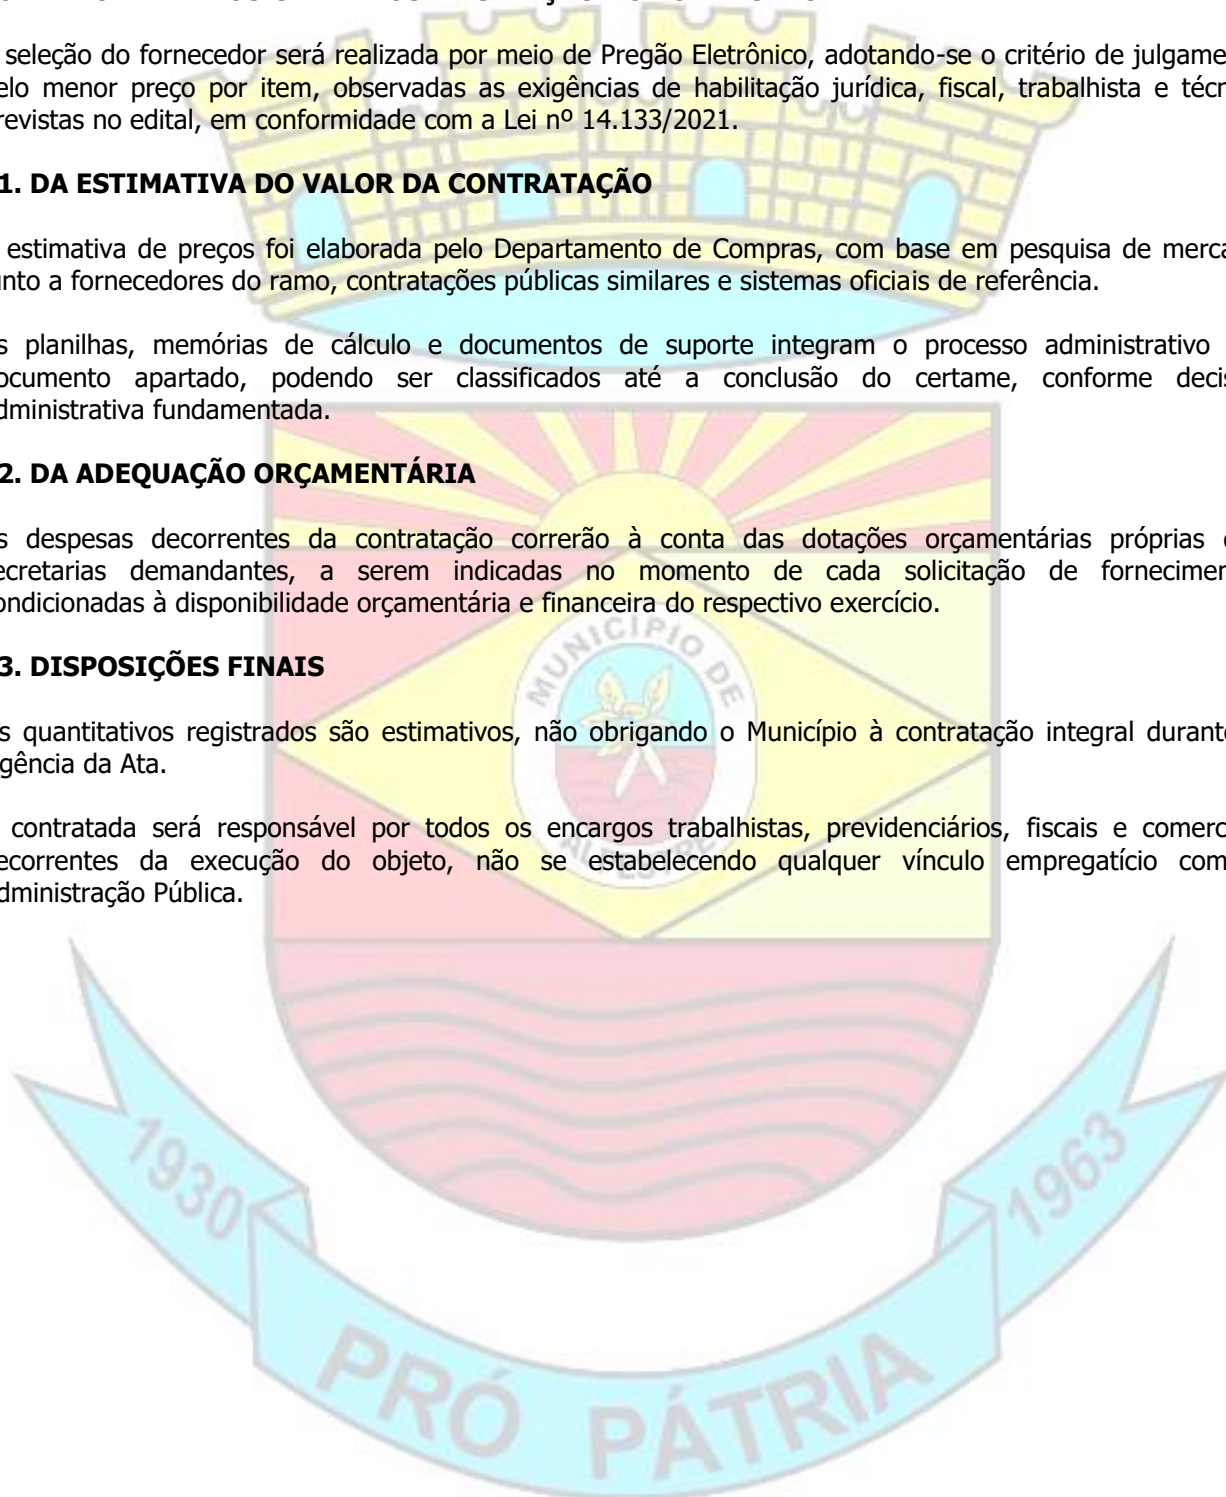 seleção do fornecedor será realizada por meio de Pregão Eletrônico, adotando-se o critério de julgame
elo menor preço por item, observadas as exigências de habilitação jurídica, fiscal, trabalhista e técn
revistas no edital, em conformidade com a Lei nº 14.133/2021.
1. DA ESTIMATIVA DO VALOR DA CONTRATAÇÃO
estimativa de preços foi elaborada pelo Departamento de Compras, com base em pesquisa de merca
unto a fornecedores do ramo, contratações públicas similares e sistemas oficiais de referência.
s planilhas, memórias de cálculo e documentos de suporte integram o processo administrativo
ocumento apartado, podendo ser classificados até a conclusão do certame, conforme decis
dministrativa fundamentada.
2. DA ADEQUAÇÃO ORÇAMENTÁRIA
s despesas decorrentes da contratação correrão à conta das dotações orçamentárias próprias
ecretarias demandantes, a serem indicadas no momento de cada solicitação de fornecimen
ondicionadas à disponibilidade orçamentária e financeira do respectivo exercício.
3. DISPOSIÇÕES FINAIS
s quantitativos registrados são estimativos, não obrigando o Município à contratação integral durante
igência da Ata.
contratada será responsável por todos os encargos trabalhistas, previdenciários, fiscais e comerc
ecorrentes da execução do objeto, não se estabelecendo qualquer vínculo empregatício com
dministração Pública.
MUNICÍPIO DE
ALPESTRE
1930
1963
PRÓ PÁTRIA